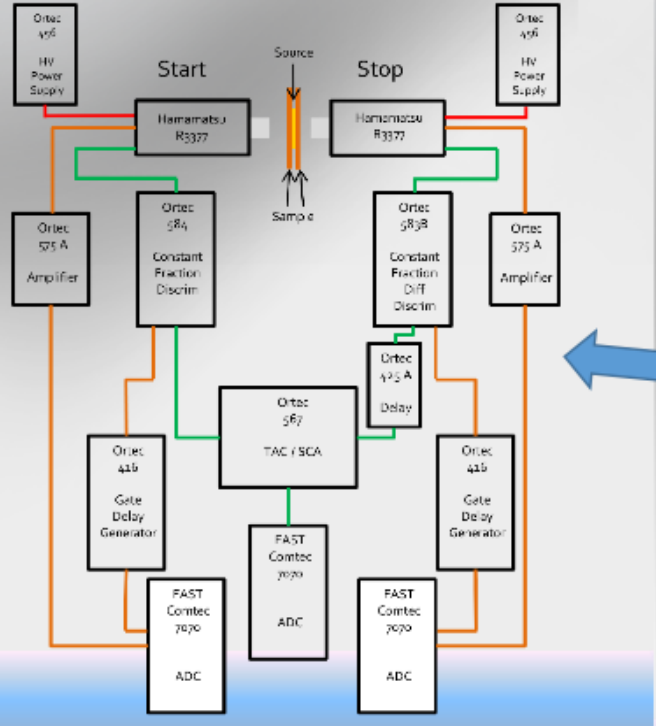 Ortec
456
HV
Power
Supply
Start
Source
Stop
Ortec
456
HV
Power
Supply
Hamamatsu
R3377
Hamamatsu
R3377
Sample
Ortec
575 A
Amplifier
Ortec
584
Constant
Fraction
Discrim
Ortec
583B
Constant
Fraction
Diff
Discrim
Ortec
575 A
Amplifier
Ortec
425 A
Delay
Ortec
567
TAC / SCA
Ortec
416
Gate
Delay
Generator
Ortec
416
Gate
Delay
Generator
FAST
Comtec
7070
ADC
FAST
Comtec
7070
ADC
FAST
Comtec
7070
ADC